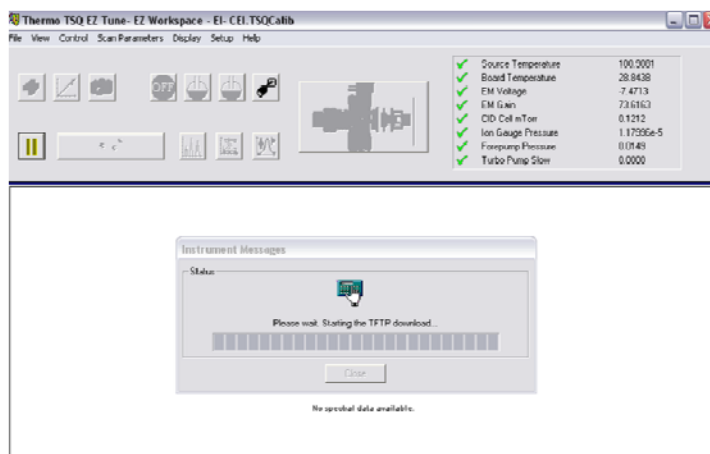 Thermo TSQ EZ Tune- EZ Workspace - EI- CEI.TSQCalib
File View Control Scan Parameters Display Setup Help
OFF
Source Temperature 100.9001
Board Temperature 28.8438
EM Voltage -7.4713
EM Gain 73.6163
CID Cell mTorr 0.1212
Ion Gauge Pressure 1.17996e-5
Forepump Pressure 0.0149
Turbo Pump Slow 0.0000
Instrument Messages
Status
Please wait. Starting the TFTP download...
Close
No spectral data available.